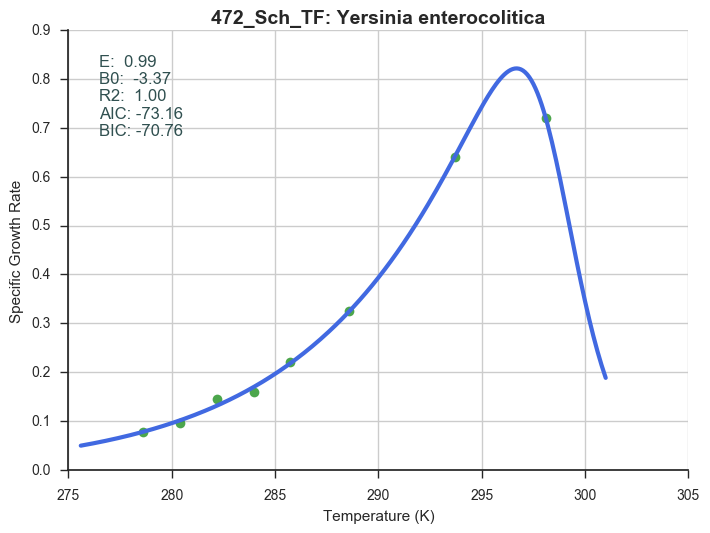 472_Sch_TF: Yersinia enterocolitica
E:  0.99
B0:  -3.37
R2:  1.00
AIC: -73.16
BIC: -70.76
Specific Growth Rate
0.9
0.8
0.7
0.6
0.5
0.4
0.3
0.2
0.1
0.0
275 280 285 290 295 300 305
Temperature (K)